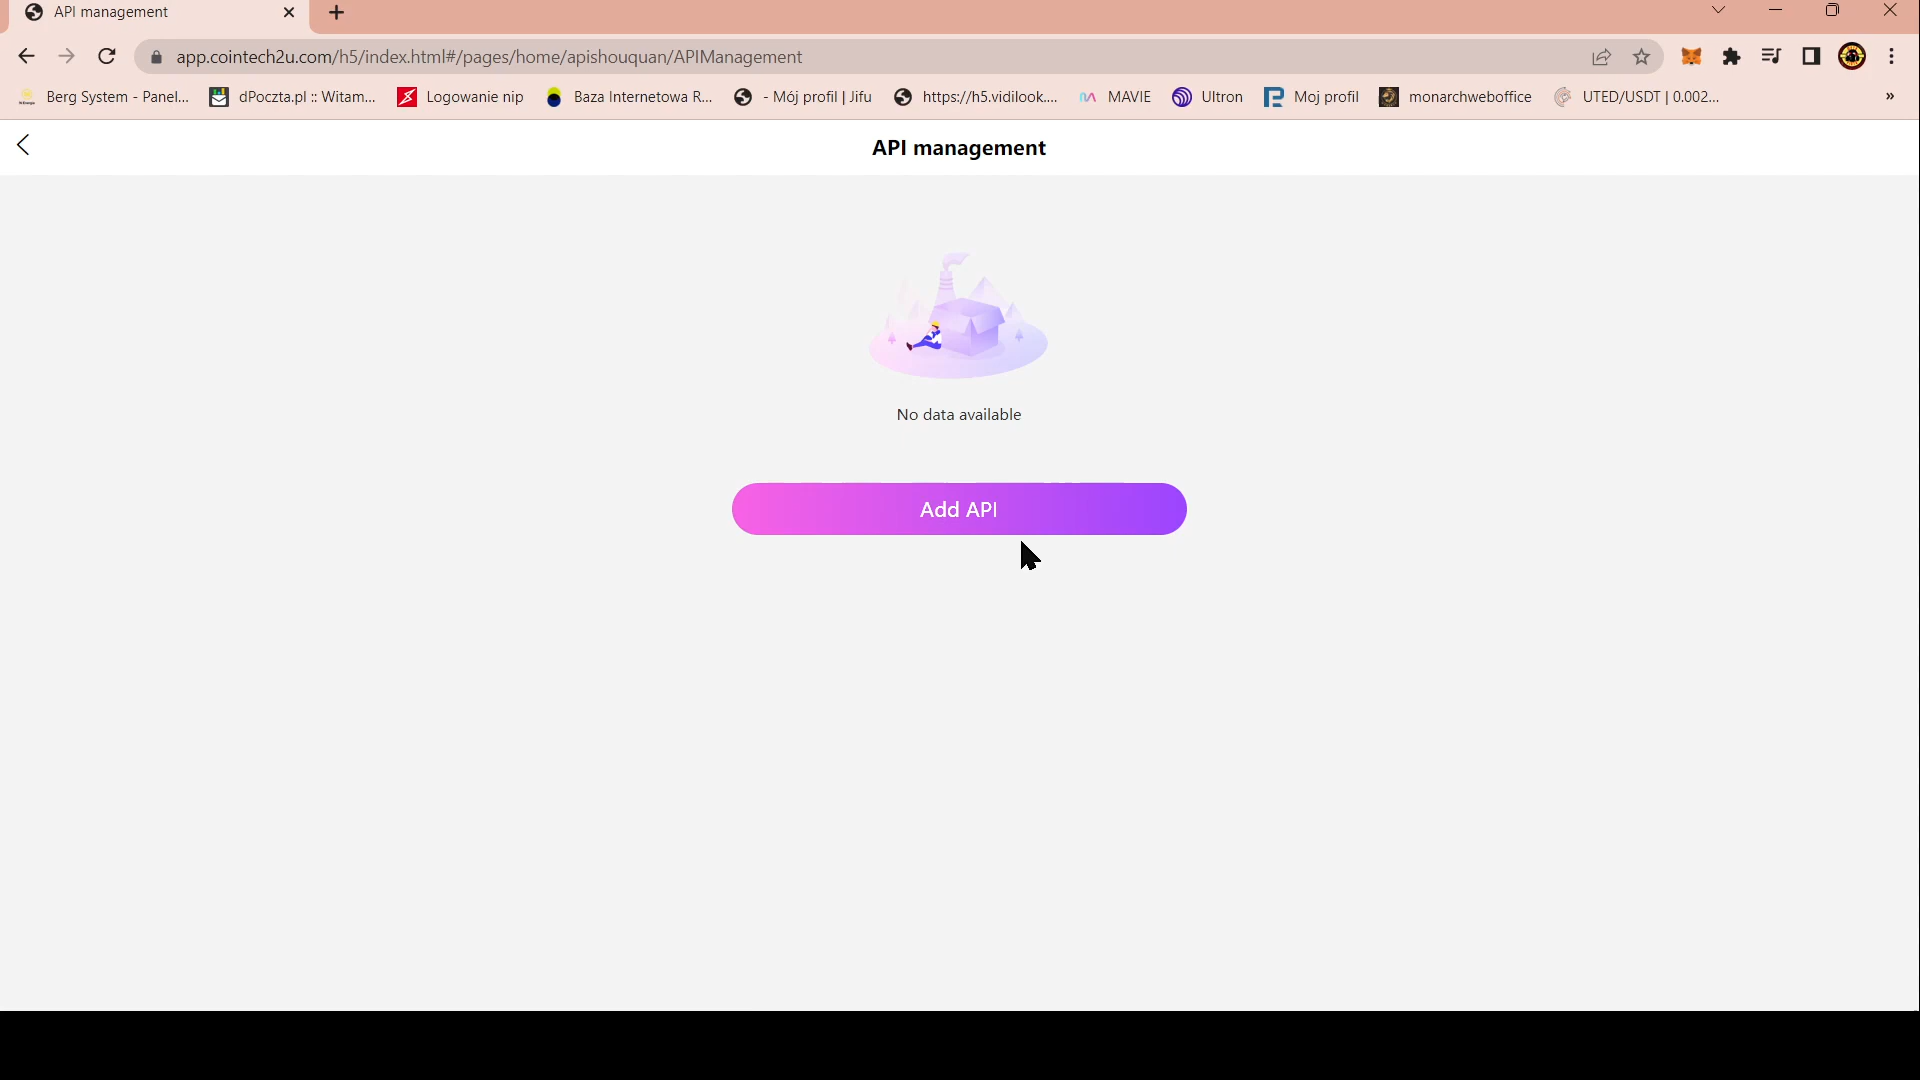 API management
app.cointech2u.com/h5/index.html#/pages/home/apishouquan/APIManagement
Berg System - Panel... dPoczta.pl :: Witam... Logowanie nip Baza Internetowa R... - Mój profil | Jifu https://h5.vidilook.... MAVIE Ultron Moj profil monarchweboffice UTED/USDT | 0.002... »
API management
No data available
Add API